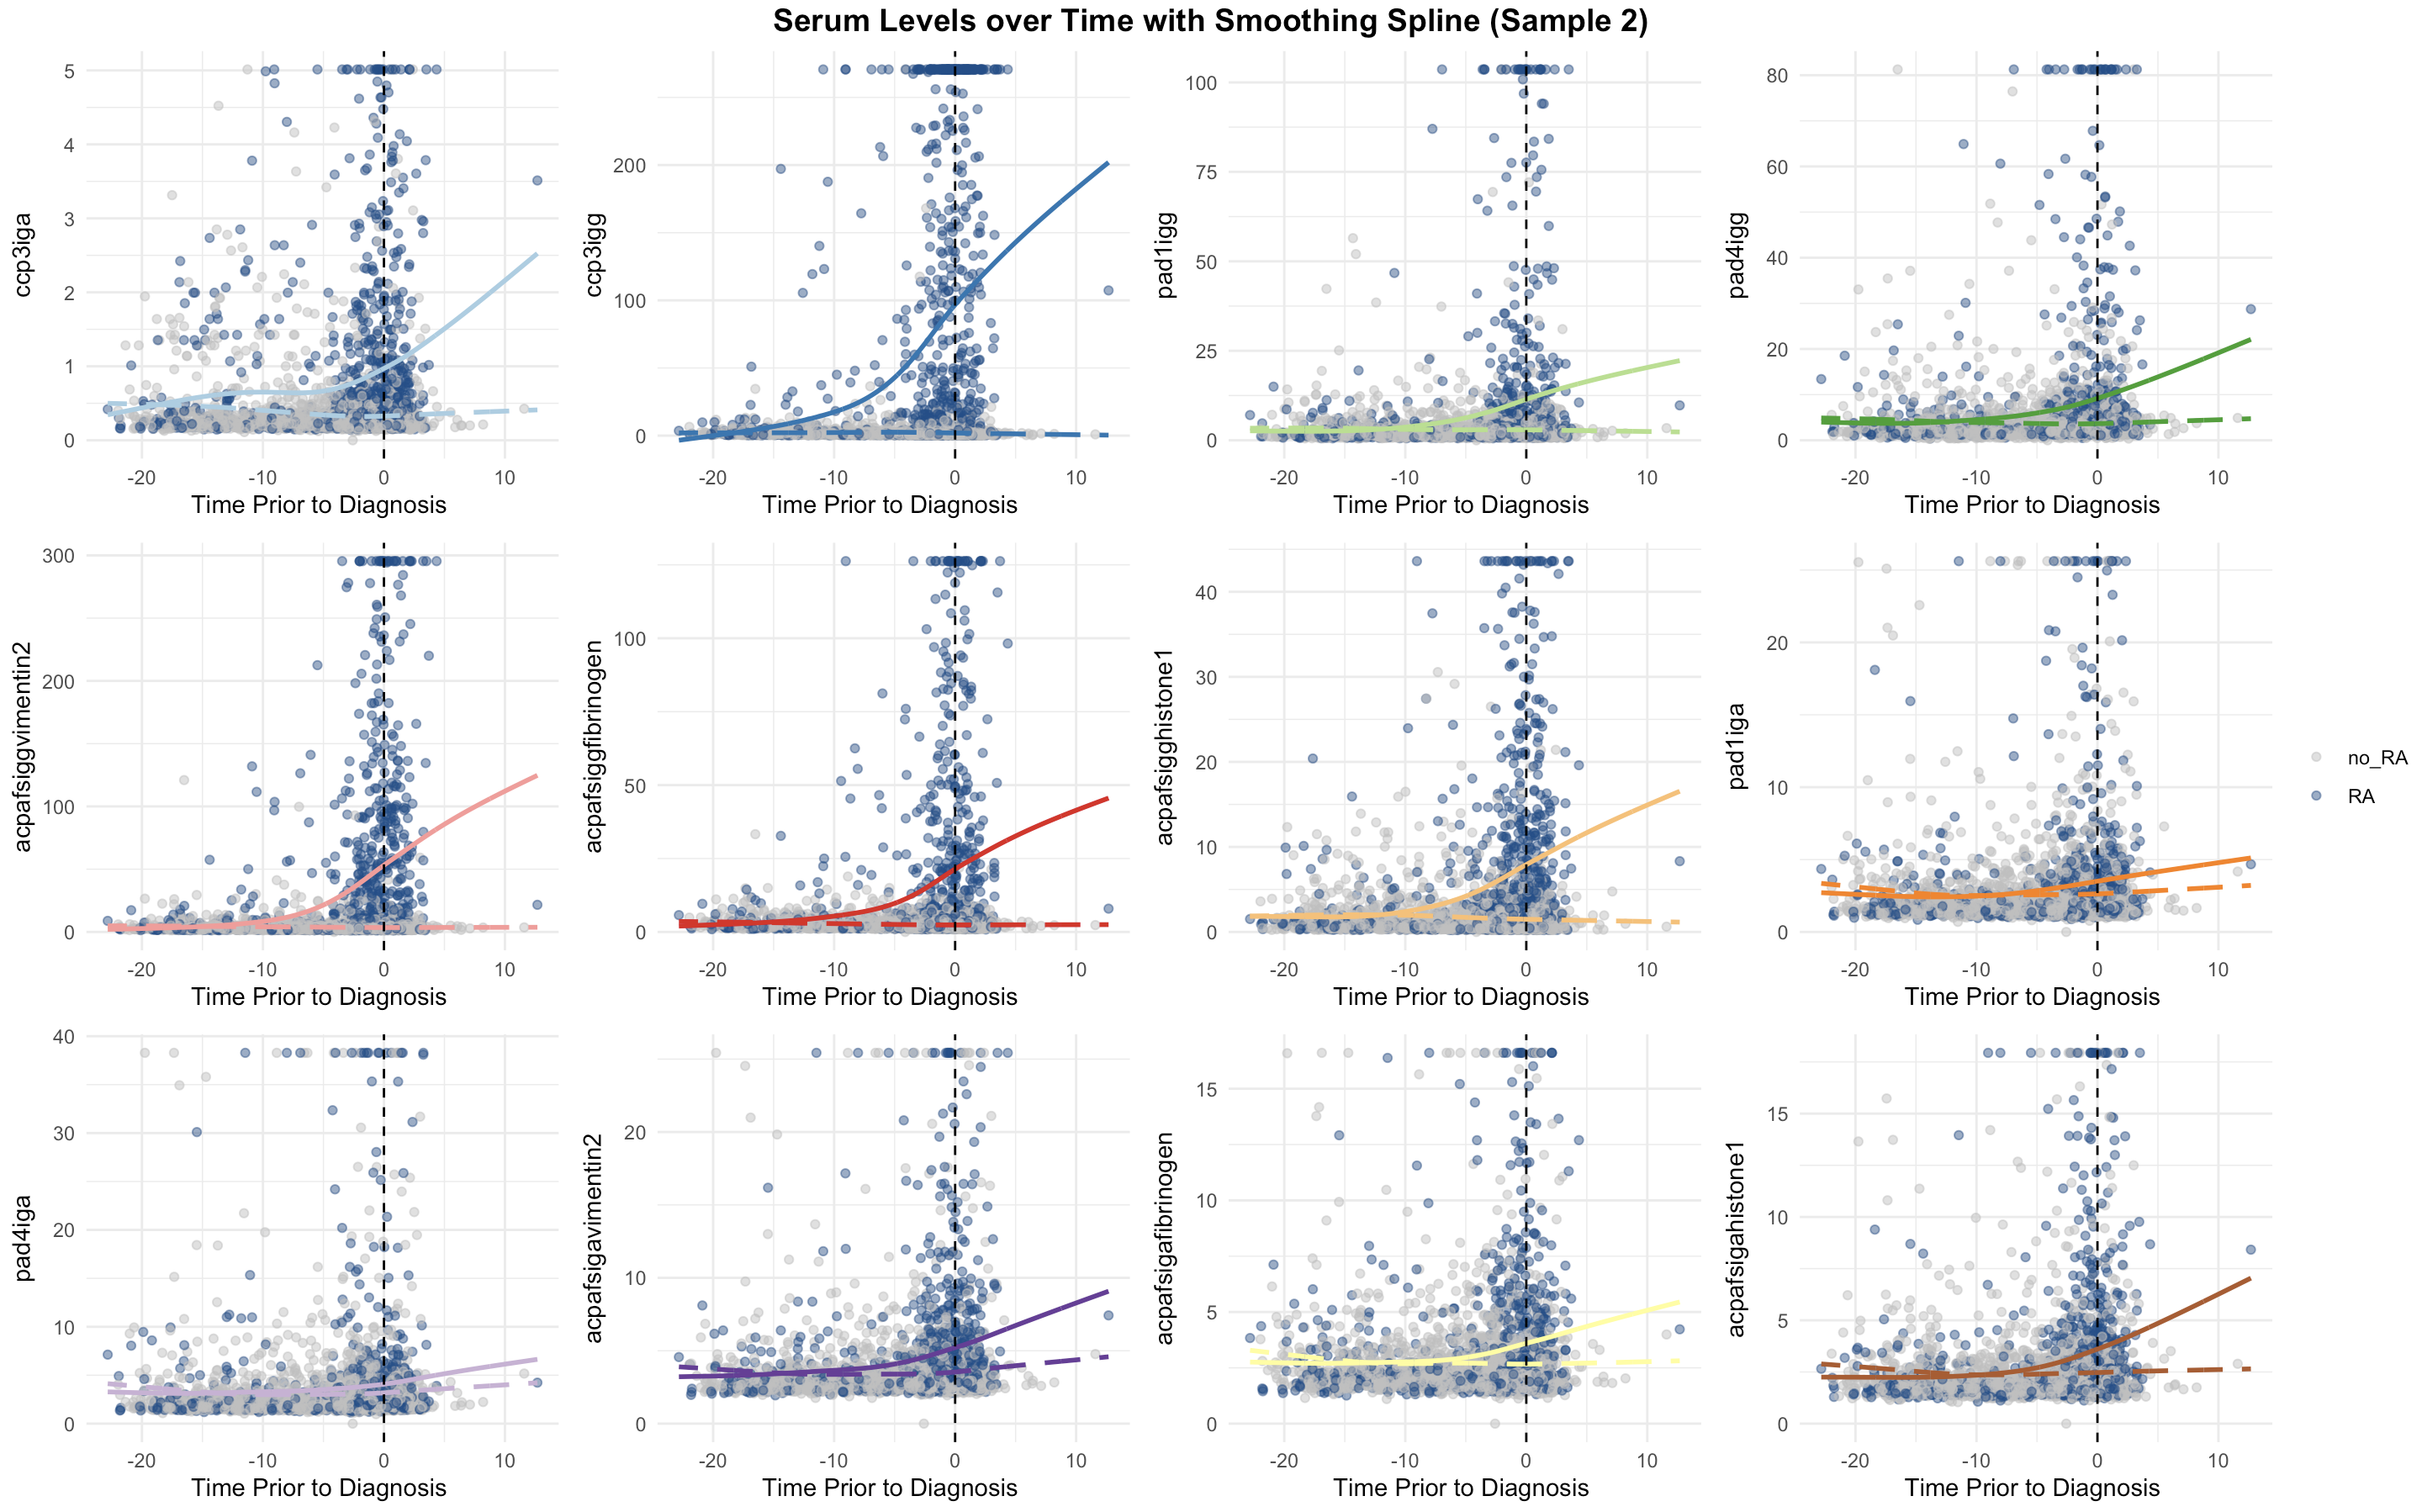 Serum Levels over Time with Smoothing Spline (Sample 2)
ccp3iga
5
4
3
2
1
0
-20 -10 0 10
Time Prior to Diagnosis
ccp3igg
200
100
0
-20 -10 0 10
Time Prior to Diagnosis
pad1igg
100
75
50
25
0
-20 -10 0 10
Time Prior to Diagnosis
pad4igg
80
60
40
20
0
-20 -10 0 10
Time Prior to Diagnosis
acpafsiggvimentin2
300
200
100
0
-20 -10 0 10
Time Prior to Diagnosis
acpafsiggfibrinogen
100
50
0
-20 -10 0 10
Time Prior to Diagnosis
acpafsigghistone1
40
30
20
10
0
-20 -10 0 10
Time Prior to Diagnosis
pad1iga
20
10
0
-20 -10 0 10
Time Prior to Diagnosis
no_RA
RA
pad4iga
40
30
20
10
0
-20 -10 0 10
Time Prior to Diagnosis
acpafsigavimentin2
20
10
0
-20 -10 0 10
Time Prior to Diagnosis
acpafsigafibrinogen
15
10
5
0
-20 -10 0 10
Time Prior to Diagnosis
acpafsigahistone1
15
10
5
0
-20 -10 0 10
Time Prior to Diagnosis